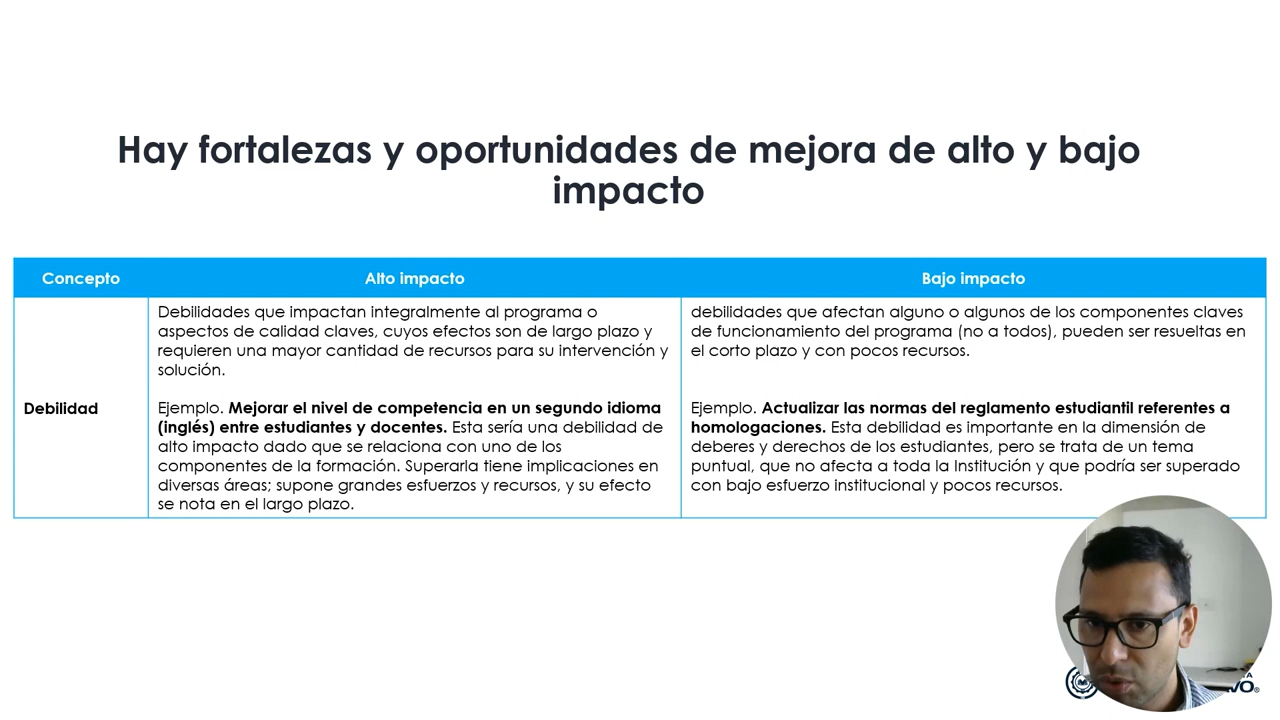 Hay fortalezas y oportunidades de mejora de alto y bajo
impacto
Concepto
Alto impacto
Bajo impacto
Debilidad
Debilidades que impactan integralmente al programa o
aspectos de calidad claves, cuyos efectos son de largo plazo y
requieren una mayor cantidad de recursos para su intervención y
solución.
Ejemplo. Mejorar el nivel de competencia en un segundo idioma
(inglés) entre estudiantes y docentes. Esta sería una debilidad de
alto impacto dado que se relaciona con uno de los
componentes de la formación. Superarla tiene implicaciones en
diversas áreas; supone grandes esfuerzos y recursos, y su efecto
se nota en el largo plazo.
debilidades que afectan alguno o algunos de los componentes claves
de funcionamiento del programa (no a todos), pueden ser resueltas en
el corto plazo y con pocos recursos.
Ejemplo. Actualizar las normas del reglamento estudiantil referentes a
homologaciones. Esta debilidad es importante en la dimensión de
deberes y derechos de los estudiantes, pero se trata de un tema
puntual, que no afecta a toda la Institución y que podría ser superado
con bajo esfuerzo institucional y pocos recursos.